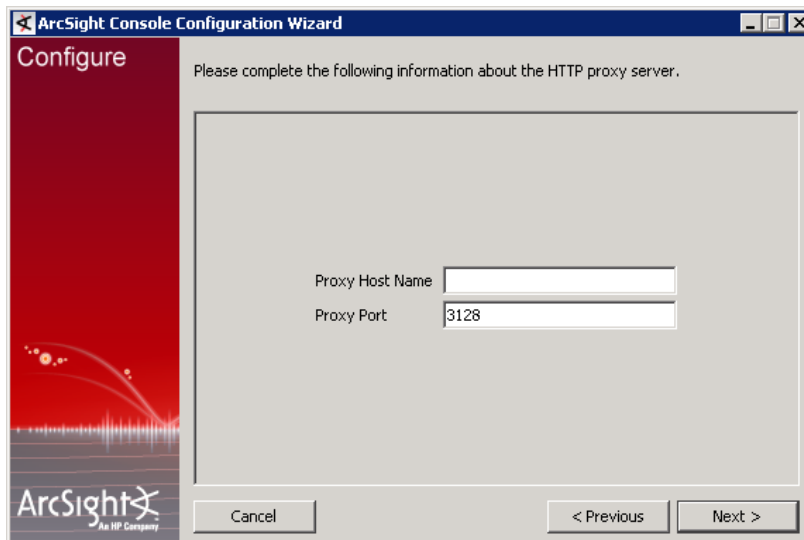 ArcSight Console Configuration Wizard
Configure
Please complete the following information about the HTTP proxy server.
Proxy Host Name
Proxy Port 3128
ArcSight
An HP Company
Cancel < Previous Next >